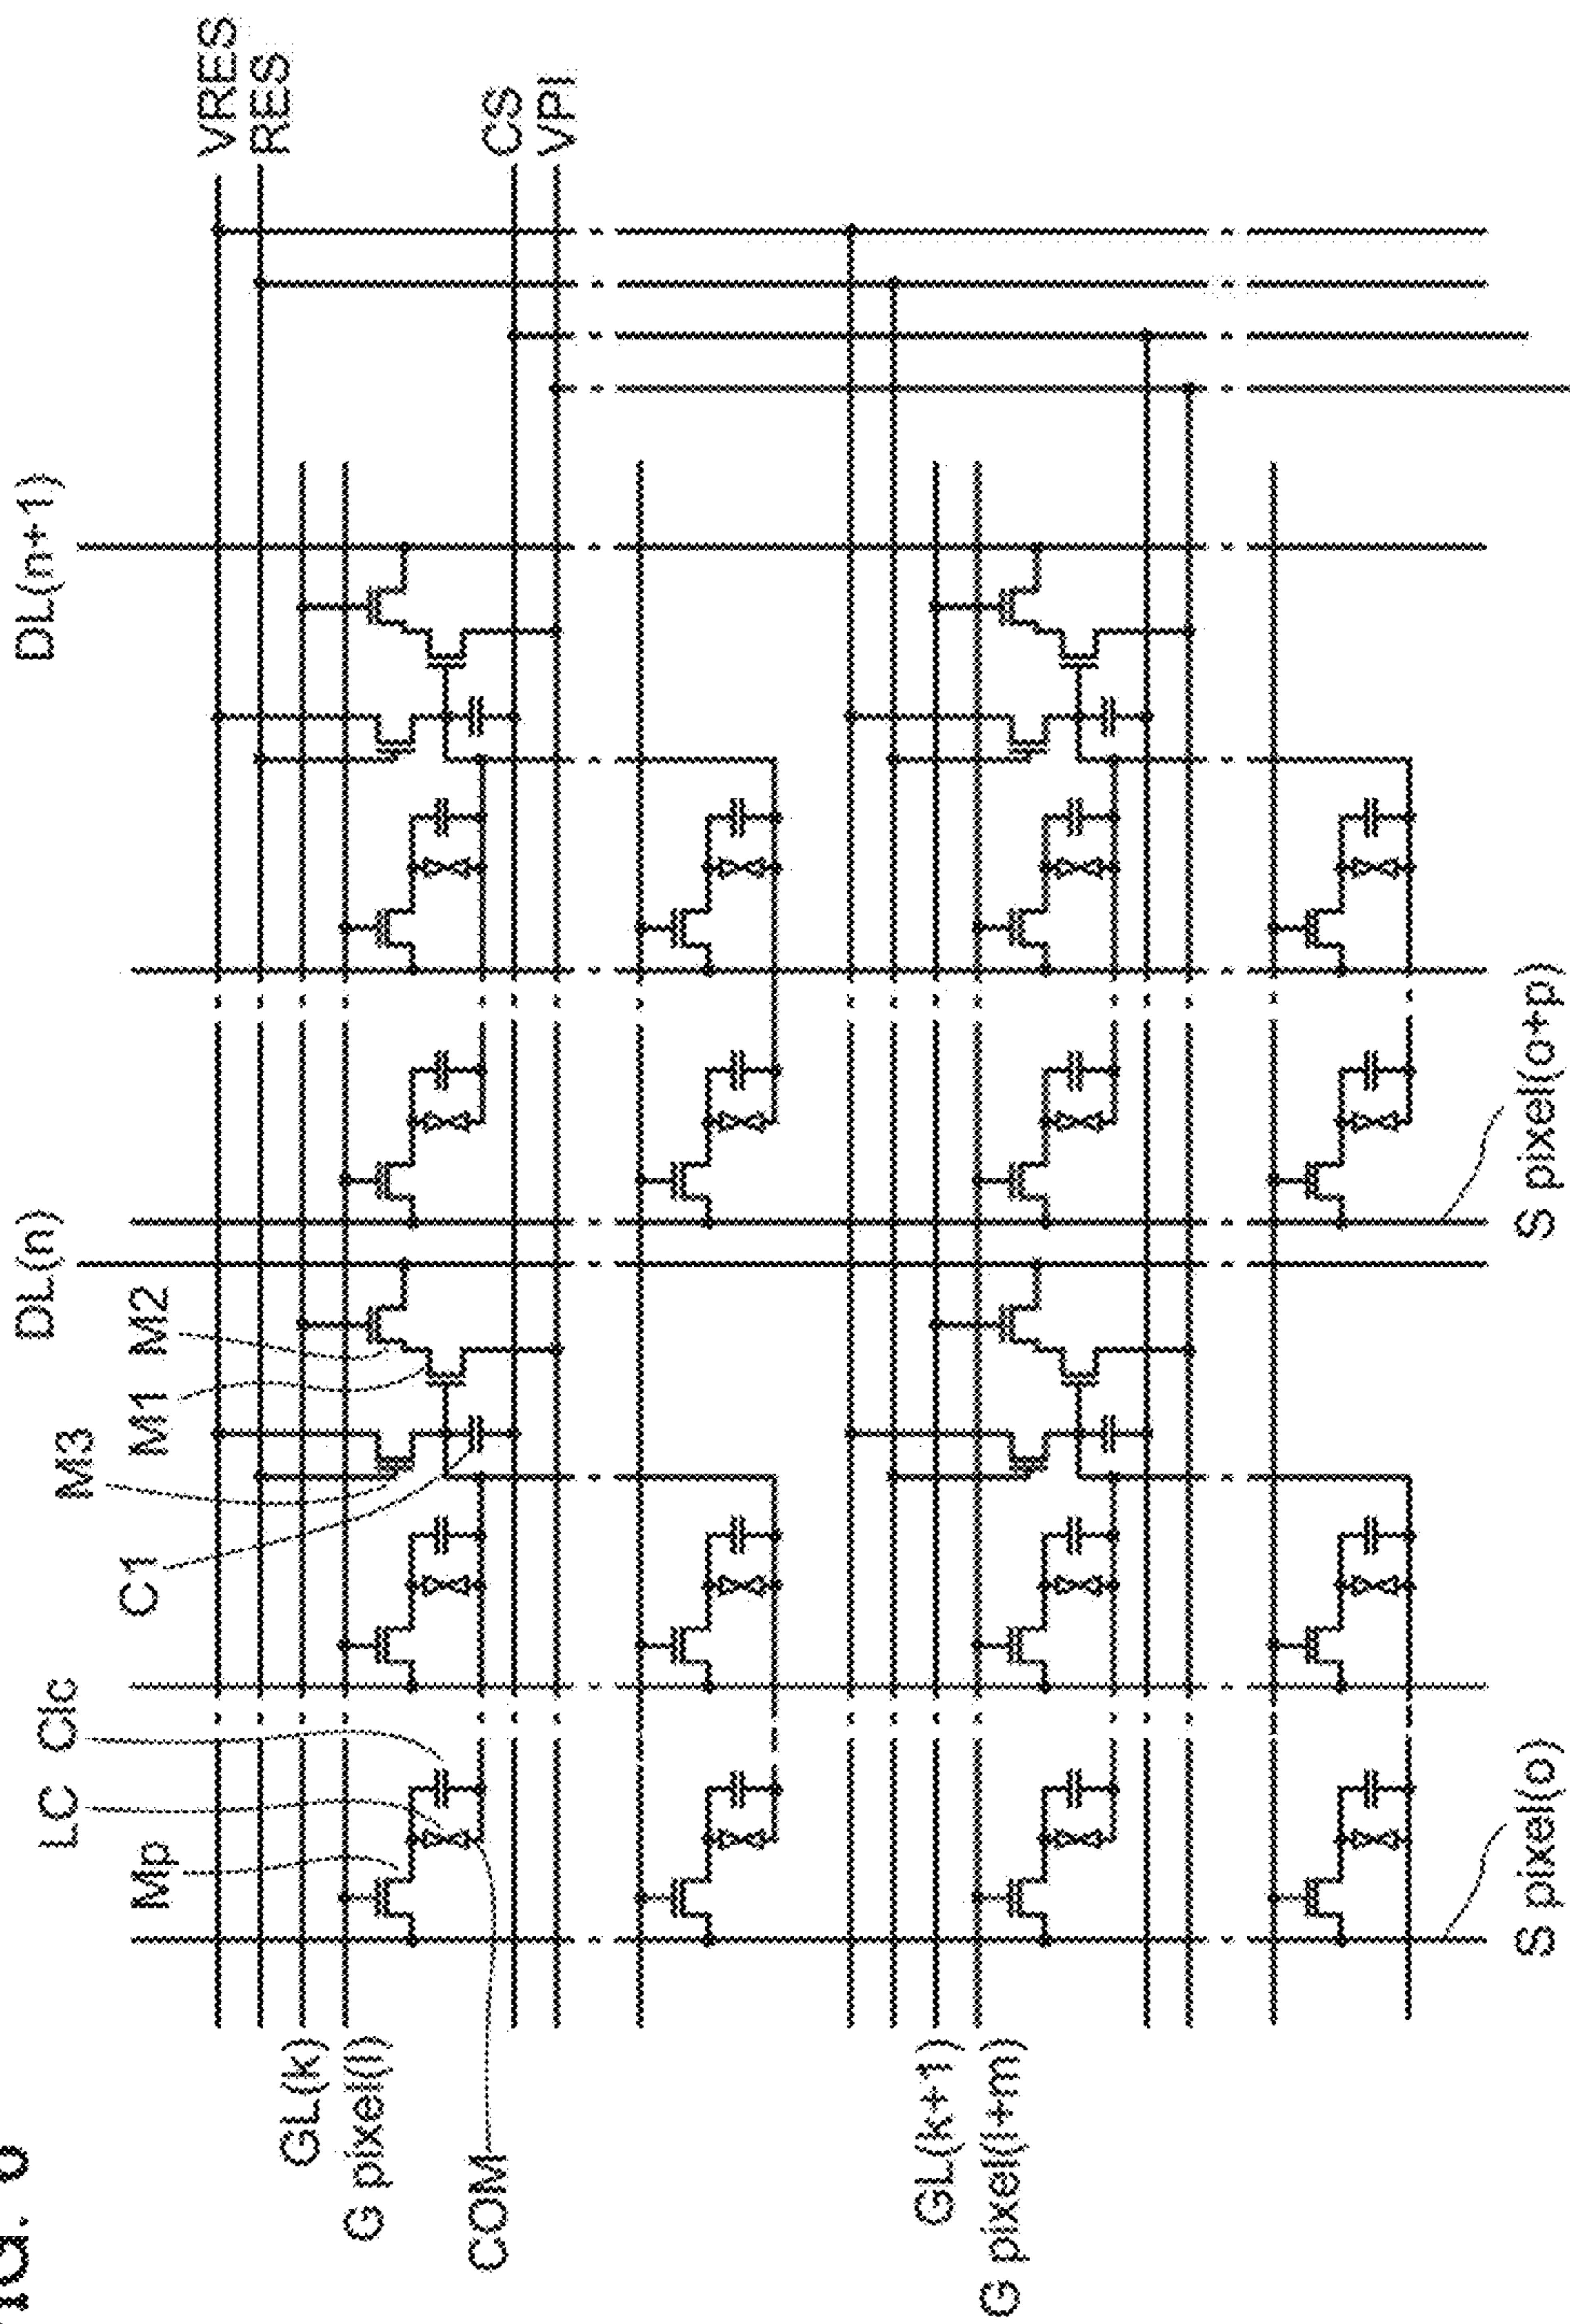 FIG.
DL(n)
DL(n+1)
LC
Clc
M3
Mp
C1
M1
M2
VRES
RES
GL(k)
G pixel(l)
COM
CS
VPI
GL(k+1)
G pixel(l+m)
S pixel(o)
S pixel(o+p)